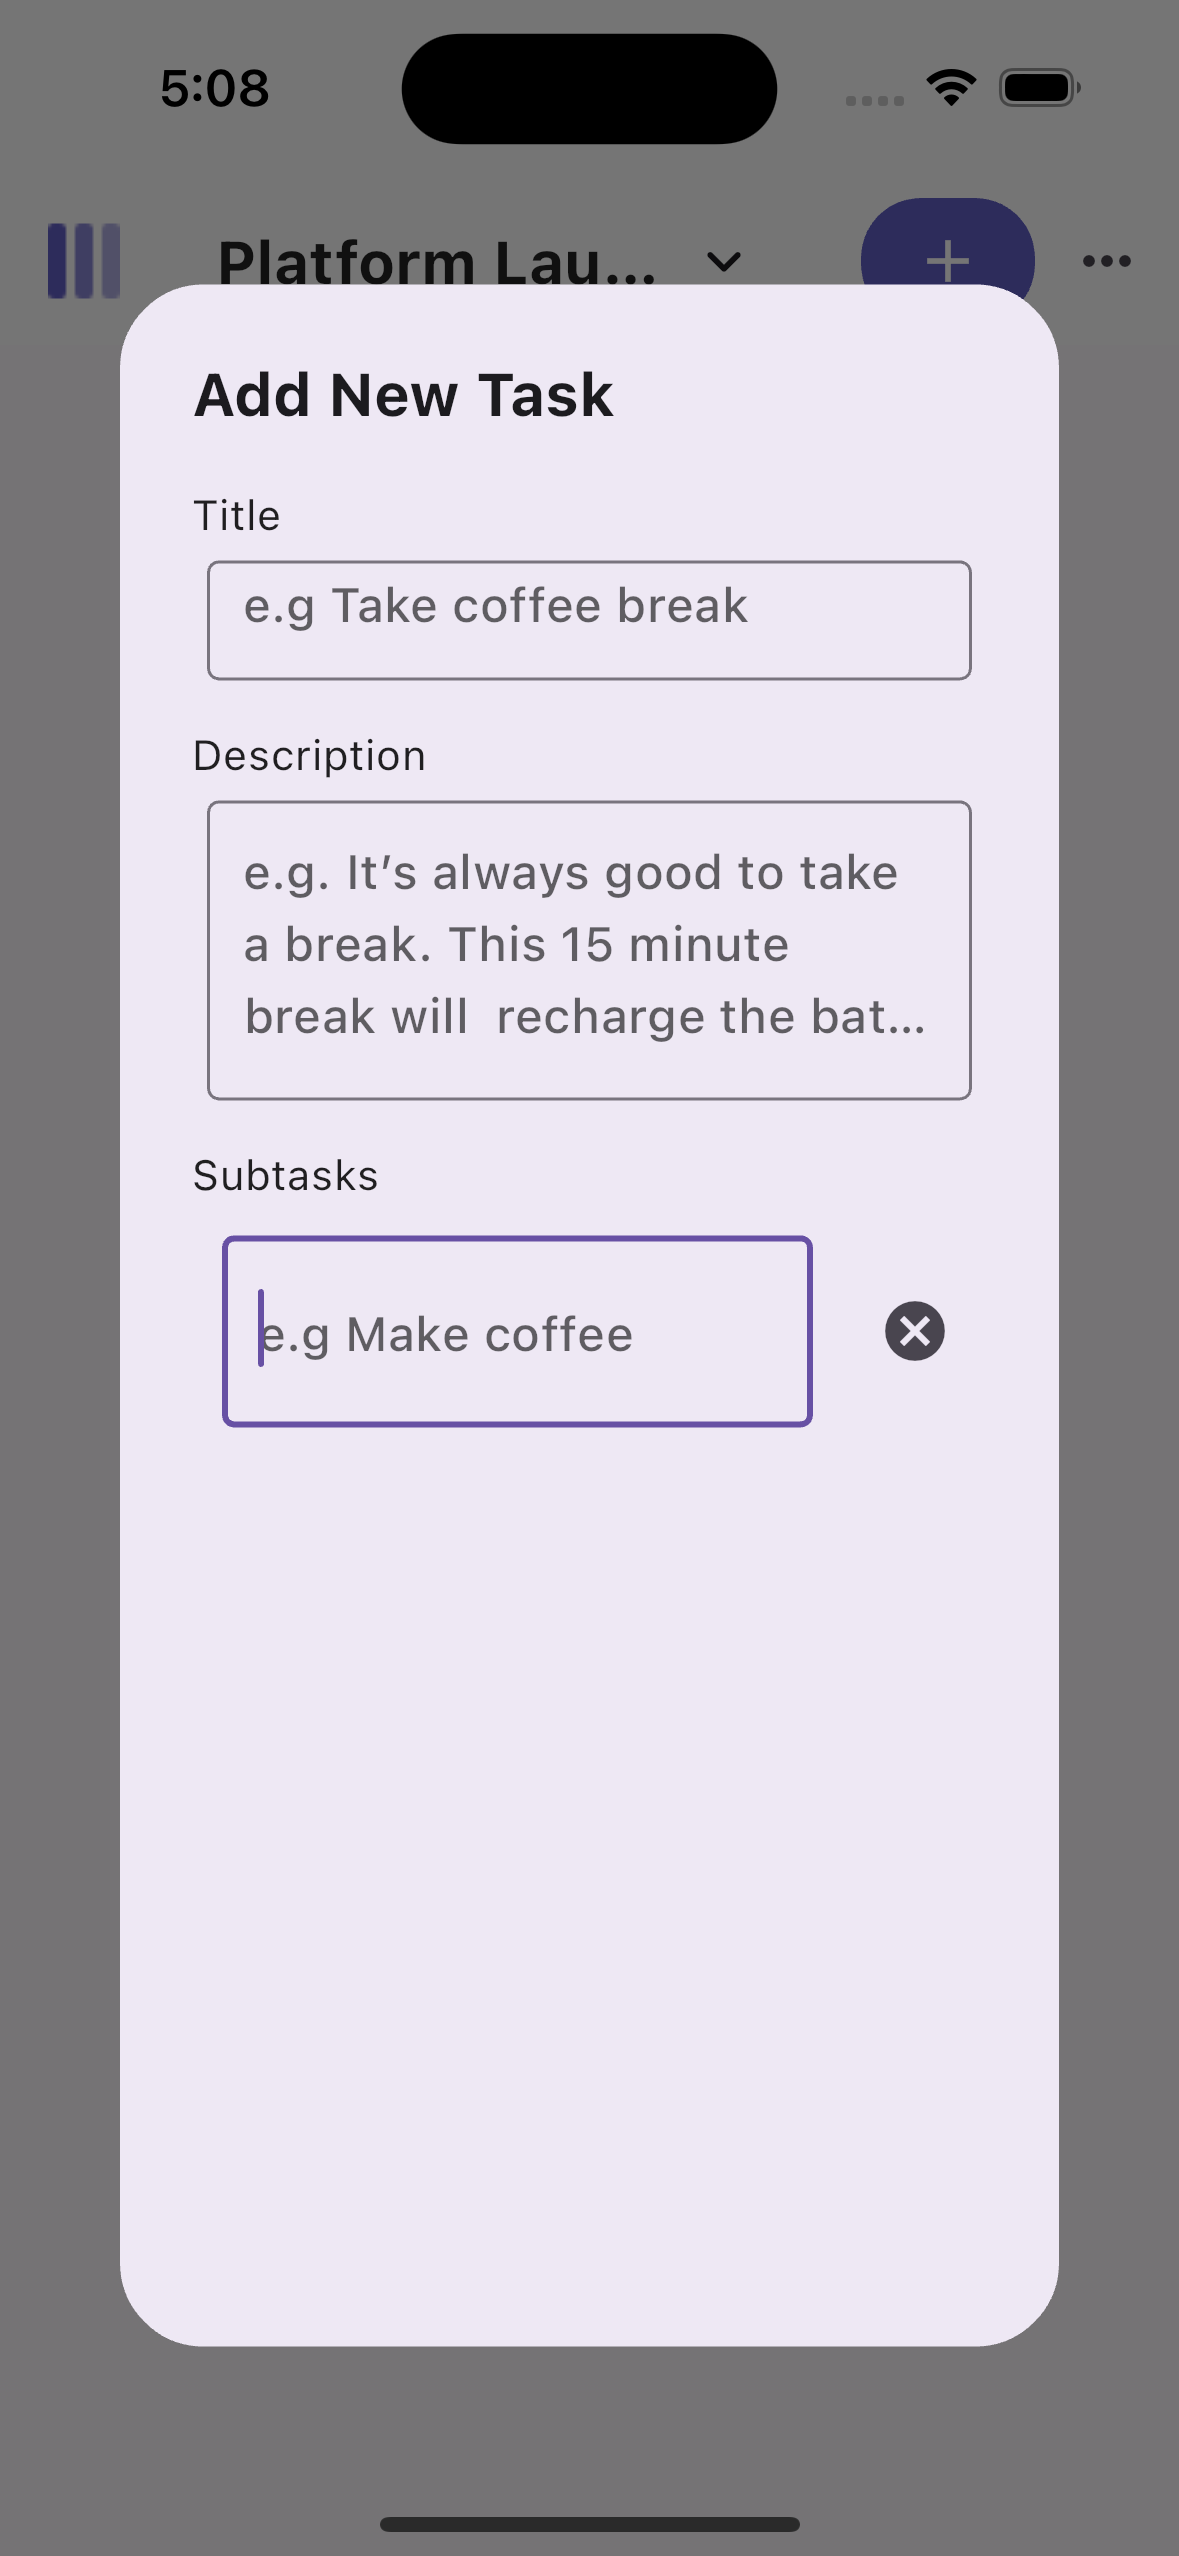 5:08
Platform Lau...
Add New Task
Title
e.g Take coffee break
Description
e.g. It’s always good to take
a break. This 15 minute
break will  recharge the bat...
Subtasks
e.g Make coffee